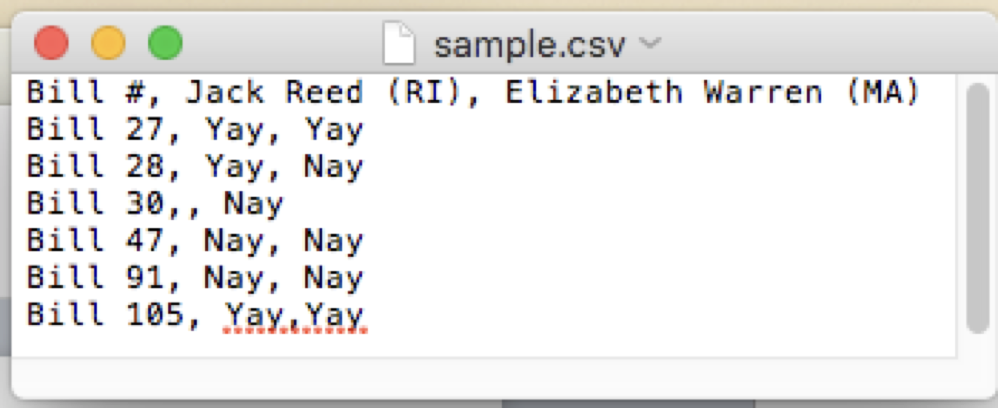 sample.csv
Bill #, Jack Reed (RI), Elizabeth Warren (MA)
Bill 27, Yay, Yay
Bill 28, Yay, Nay
Bill 30,, Nay
Bill 47, Nay, Nay
Bill 91, Nay, Nay
Bill 105, Yay,Yay